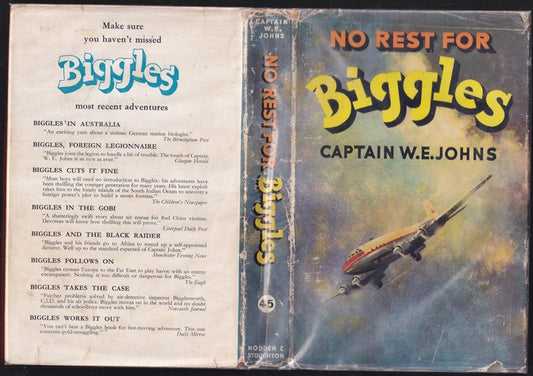 Make sure
you haven't missed
Biggles
most recent adventures
BIGGLES IN AUSTRALIA
"An exciting yarn about a sinister German marine biologist."
The Birmingham Post
BIGGLES, FOREIGN LEGIONNAIRE
"Biggles joins the legion to handle a bit of trouble. The touch of Captain
W. E. Johns is as sure as ever."
Glasgow Herald
BIGGLES CUTS IT FINE
"Most boys will need no introduction to Biggles: his adventures have
been thrilling the younger generation for many years. His latest exploit
takes him to the lonely islands of the South Indian Ocean to uncover a
foreign power's plot to build a secret fortress."
The Children's Newspaper
BIGGLES IN THE GOBI
"A shatteringly swift story about air rescue for Red China victims.
Devotees will know how thrilling this will prove."
Liverpool Daily Post
BIGGLES AND THE BLACK RAIDER
"Biggles and his friends go to Africa to round up a self-appointed
dictator. Well up to the standard expected of Captain Johns."
Manchester Evening News
BIGGLES FOLLOWS ON
"Biggles crosses Europe to the Far East to play havoc with an enemy
encampment. Nothing is too difficult or dangerous for Biggles."
The Eagle
BIGGLES TAKES THE CASE
"Further problems solved by air-detective inspector Bigglesworth,
C.I.D. and his air police. Biggles moves on in the world and no doubt
thousands of schoolboys move with him."
Newcastle Journal
BIGGLES WORKS IT OUT
"You can't beat a Biggles book for fast-moving adventure. This one
concerns gold-smuggling."
Daily Mirror
CAPTAIN
W.E.
JOHNS
NO REST FOR
Biggles
45
HODDER &
STOUGHTON
NO REST FOR
Biggles
CAPTAIN W.E.JOHNS